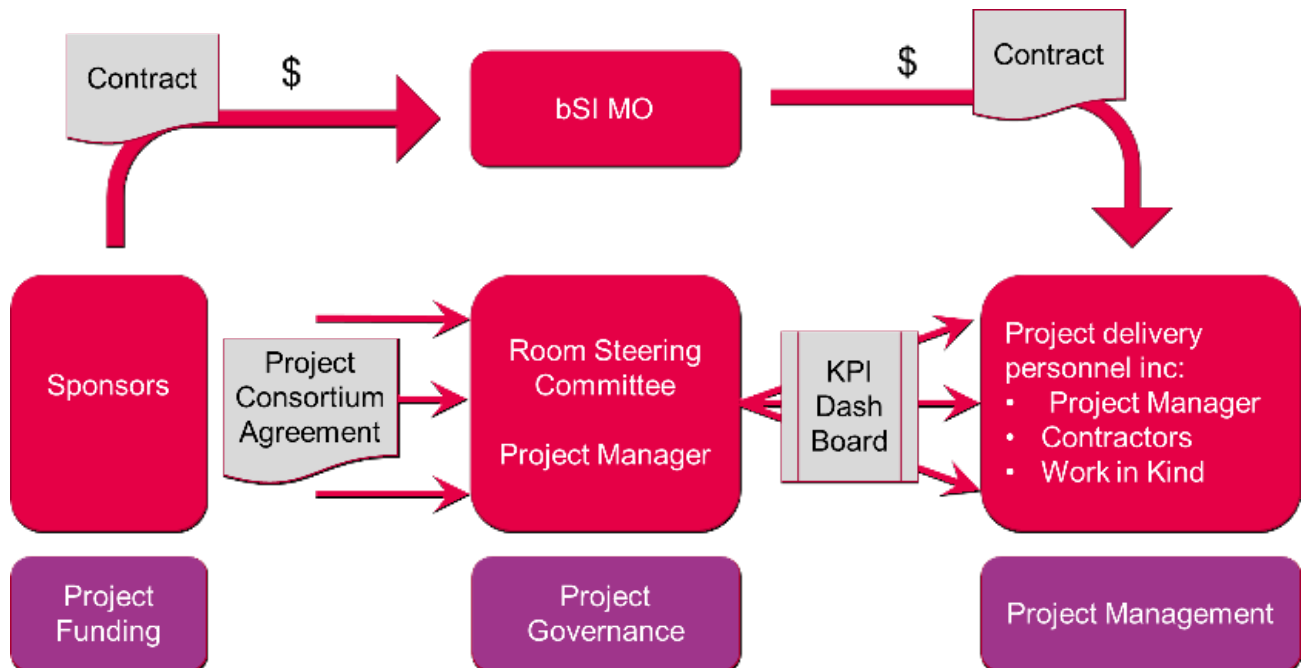 Contract
$
bSI MO
$
Contract
Sponsors
Project
Consortium
Agreement
Room Steering
Committee
Project Manager
KPI
Dash
Board
Project delivery
personnel inc:
• Project Manager
• Contractors
• Work in Kind
Project
Funding
Project
Governance
Project Management